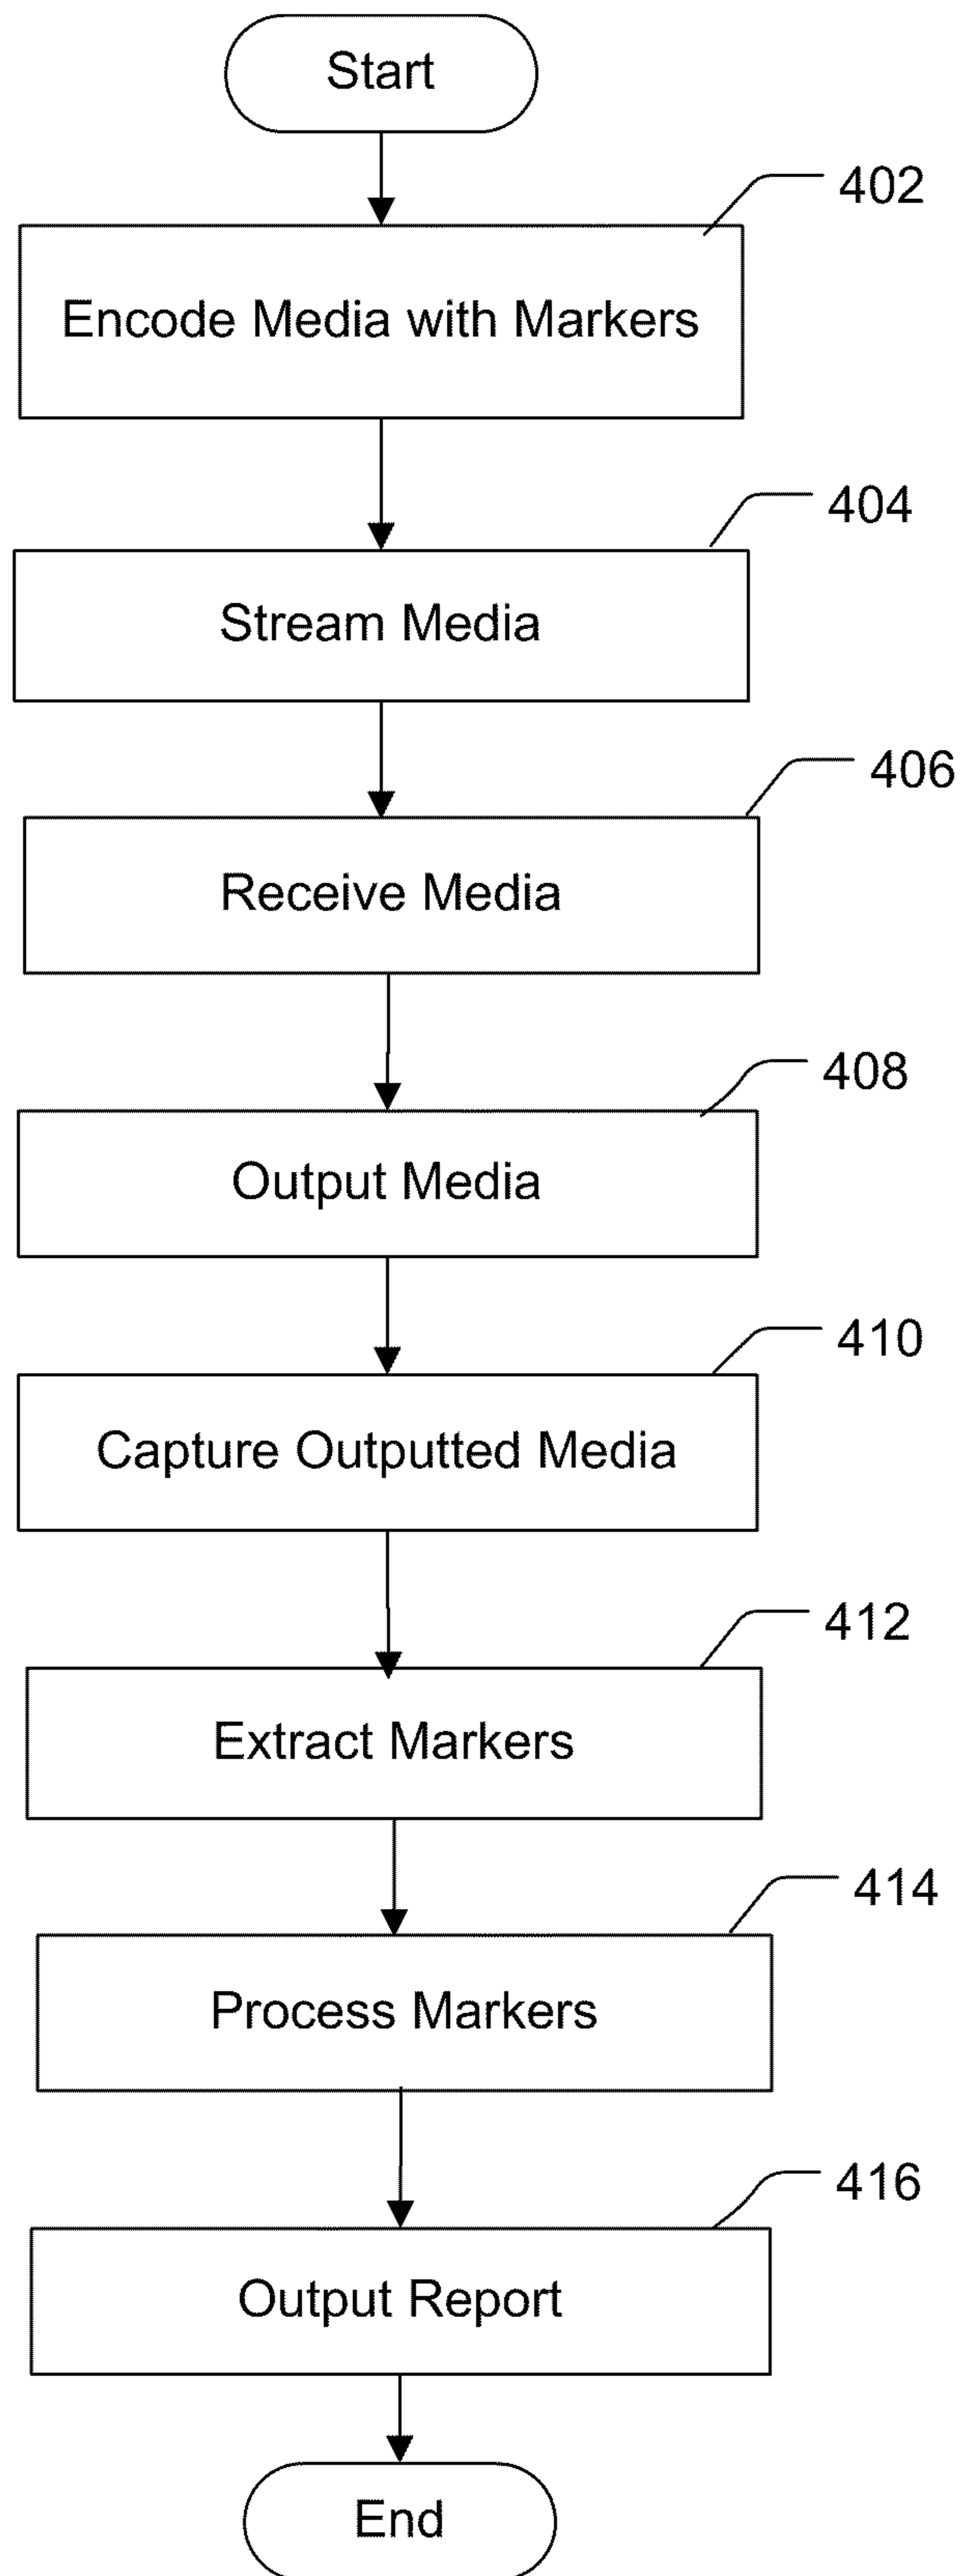 Start
402
Encode Media with Markers
404
Stream Media
406
Receive Media
408
Output Media
410
Capture Outputted Media
412
Extract Markers
414
Process Markers
416
Output Report
End